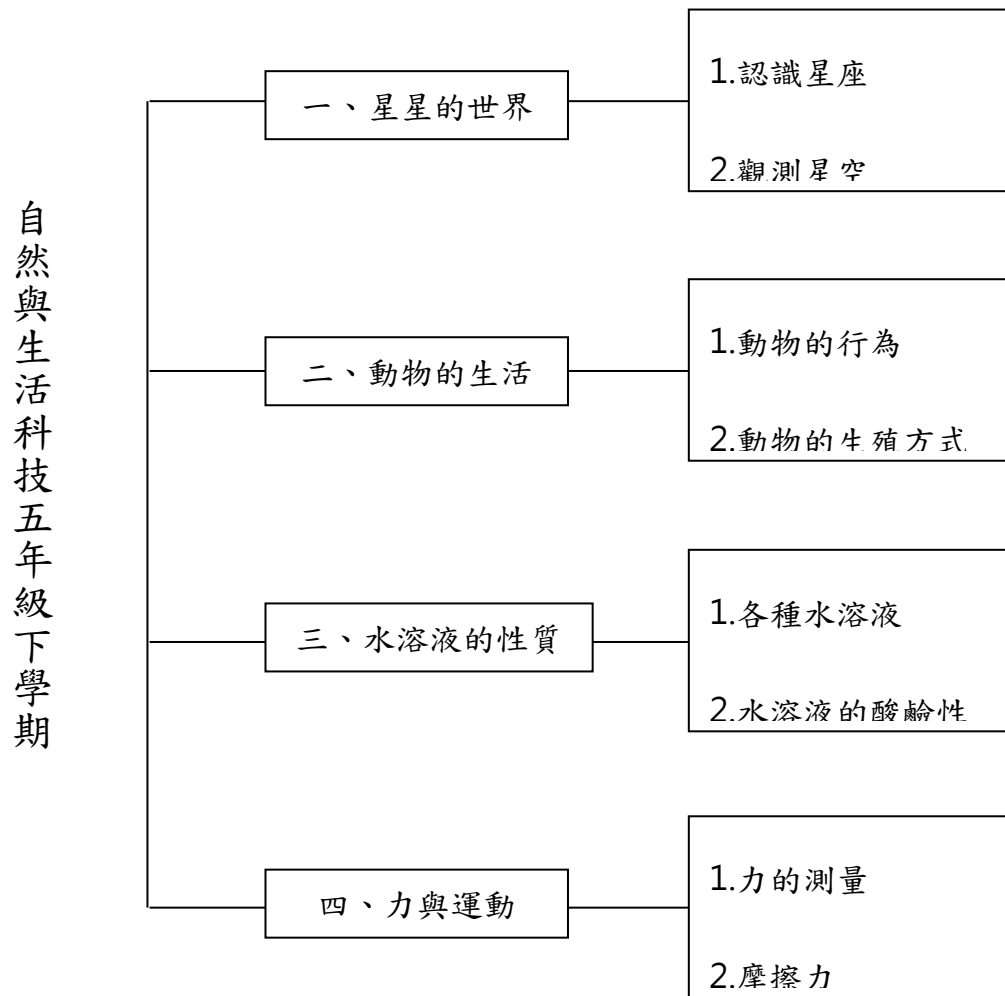 自然與生活科技五年級下學期
一、星星的世界
1.認識星座
2.觀測星空
二、動物的生活
1.動物的行為
2.動物的生殖方式
三、水溶液的性質
1.各種水溶液
2.水溶液的酸鹼性
四、力與運動
1.力的測量
2.摩擦力